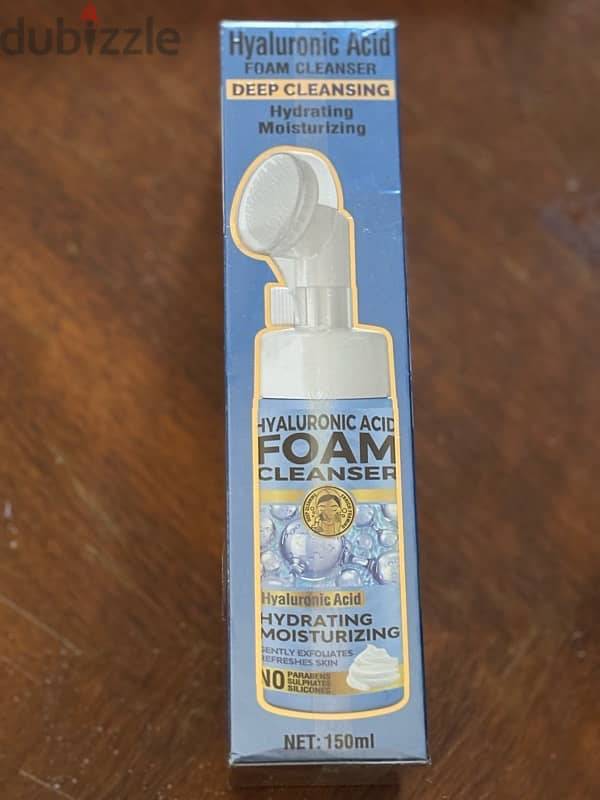 dubizzle
Hyaluronic Acid
FOAM CLEANSER
DEEP CLEANSING
Hydrating
Moisturizing
HYALURONIC ACID
FOAM
CLEANSER
Hyaluronic Acid
HYDRATING
MOISTURIZING
GENTLY EXFOLIATES
REFRESHES SKIN
NO PARABENS
SULPHATES
SILICONES
NET: 150ml